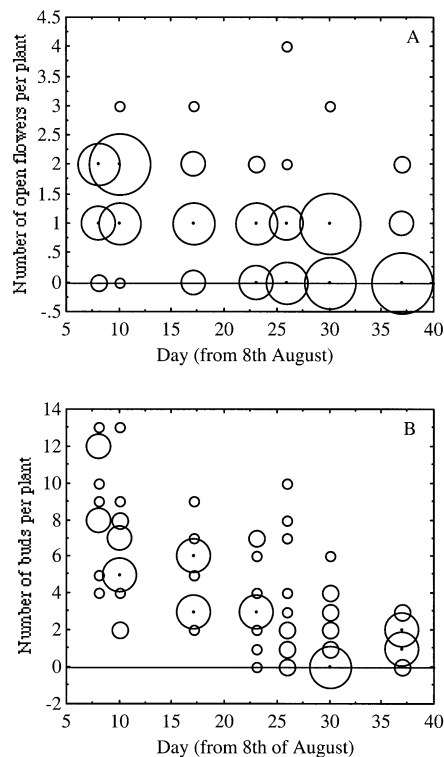 A
Number of open flowers per plant
4.5
4
3.5
3
2.5
2
1.5
1
.5
0
-.5
5 10 15 20 25 30 35 40
Day (from 8th August)
B
Number of buds per plant
14
12
10
8
6
4
2
0
-2
5 10 15 20 25 30 35 40
Day (from 8th of August)